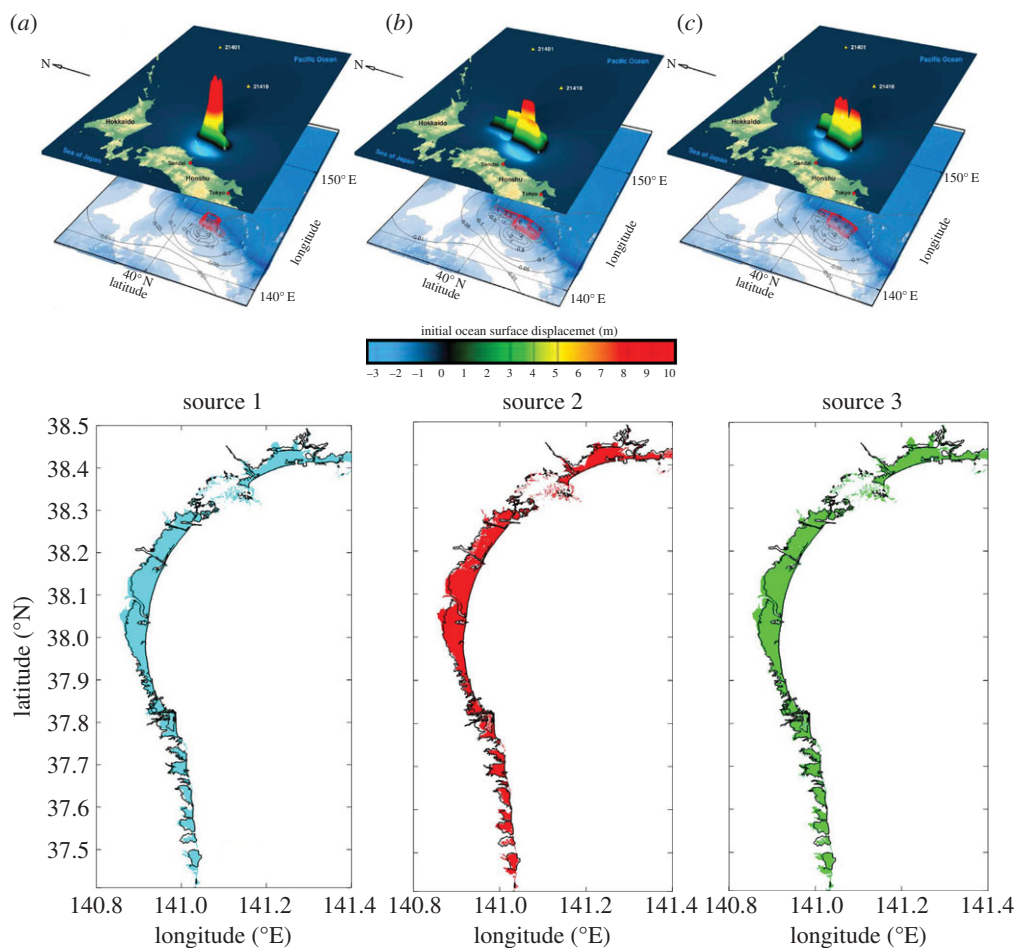 (a)
(b)
(c)
N
21401
Pacific Ocean
21418
Hokkaido
Sea of Japan
Sendai
Honshu
Tokyo
150° E
longitude
40° N
latitude
140° E
N
21401
Pacific Ocean
21418
Hokkaido
Sea of Japan
Sendai
Honshu
Tokyo
150° E
longitude
40° N
latitude
140° E
N
21401
Pacific Ocean
21418
Hokkaido
Sea of Japan
Sendai
Honshu
Tokyo
150° E
longitude
40° N
latitude
140° E
initial ocean surface displacemet (m)
–3 –2 –1 0 1 2 3 4 5 6 7 8 9 10
source 1
source 2
source 3
38.5
38.4
38.3
38.2
38.1
38.0
37.9
37.8
37.7
37.6
37.5
latitude (°N)
140.8 141.0 141.2 141.4
140.8 141.0 141.2 141.4
140.8 141.0 141.2 141.4
longitude (°E)
longitude (°E)
longitude (°E)